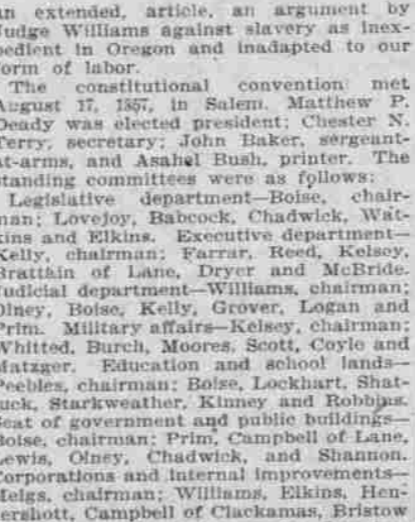 an extended, article, an argument by
Judge Williams against slavery as inex-
pedient in Oregon and inadapted to our
form of labor.
The constitutional convention met
August 17, 1857, in Salem. Matthew P.
Deady was elected president; Chester N.
Terry, secretary; John Baker, sergeant-
at-arms, and Asahel Bush, printer. The
standing committees were as follows:
Legislative department—Boise, chair-
man; Lovejoy, Babcock, Chadwick, Wat-
kins and Elkins. Executive department—
Kelly, chairman; Farrar, Reed, Kelsey,
Brattain of Lane, Dryer and McBride.
Judicial department—Williams, chairman;
Olney, Boise, Kelly, Grover, Logan and
Prim. Military affairs—Kelsey, chairman;
Whitted, Burch, Moores, Scott, Coyle and
Matzger. Education and school lands—
Peebles, chairman; Boise, Lockhart, Shat-
tuck, Starkweather, Kinney and Robbins.
Seat of government and public buildings—
Boise, chairman; Prim, Campbell of Lane,
Lewis, Olney, Chadwick, and Shannon.
Corporations and internal improvements—
Meigs, chairman; Williams, Elkins, Hen-
dershott, Campbell of Clackamas, Bristow